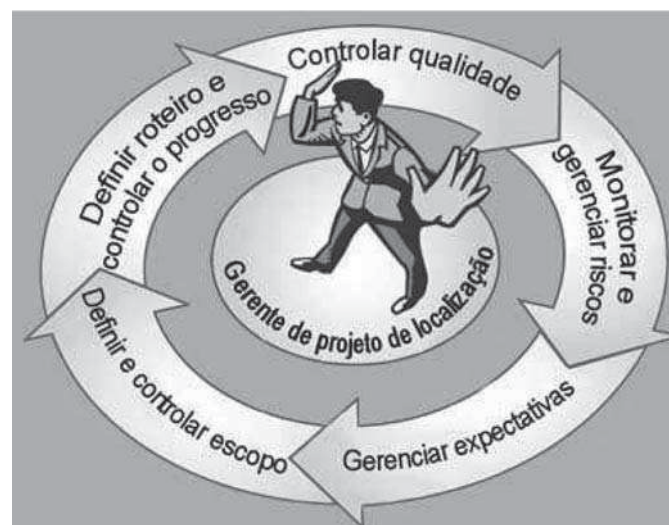 Controlar qualidade
Monitorar e
gerenciar riscos
Gerenciar expectativas
Definir e controlar escopo
Definir roteiro e
controlar o progresso
Gerente de projeto de localização